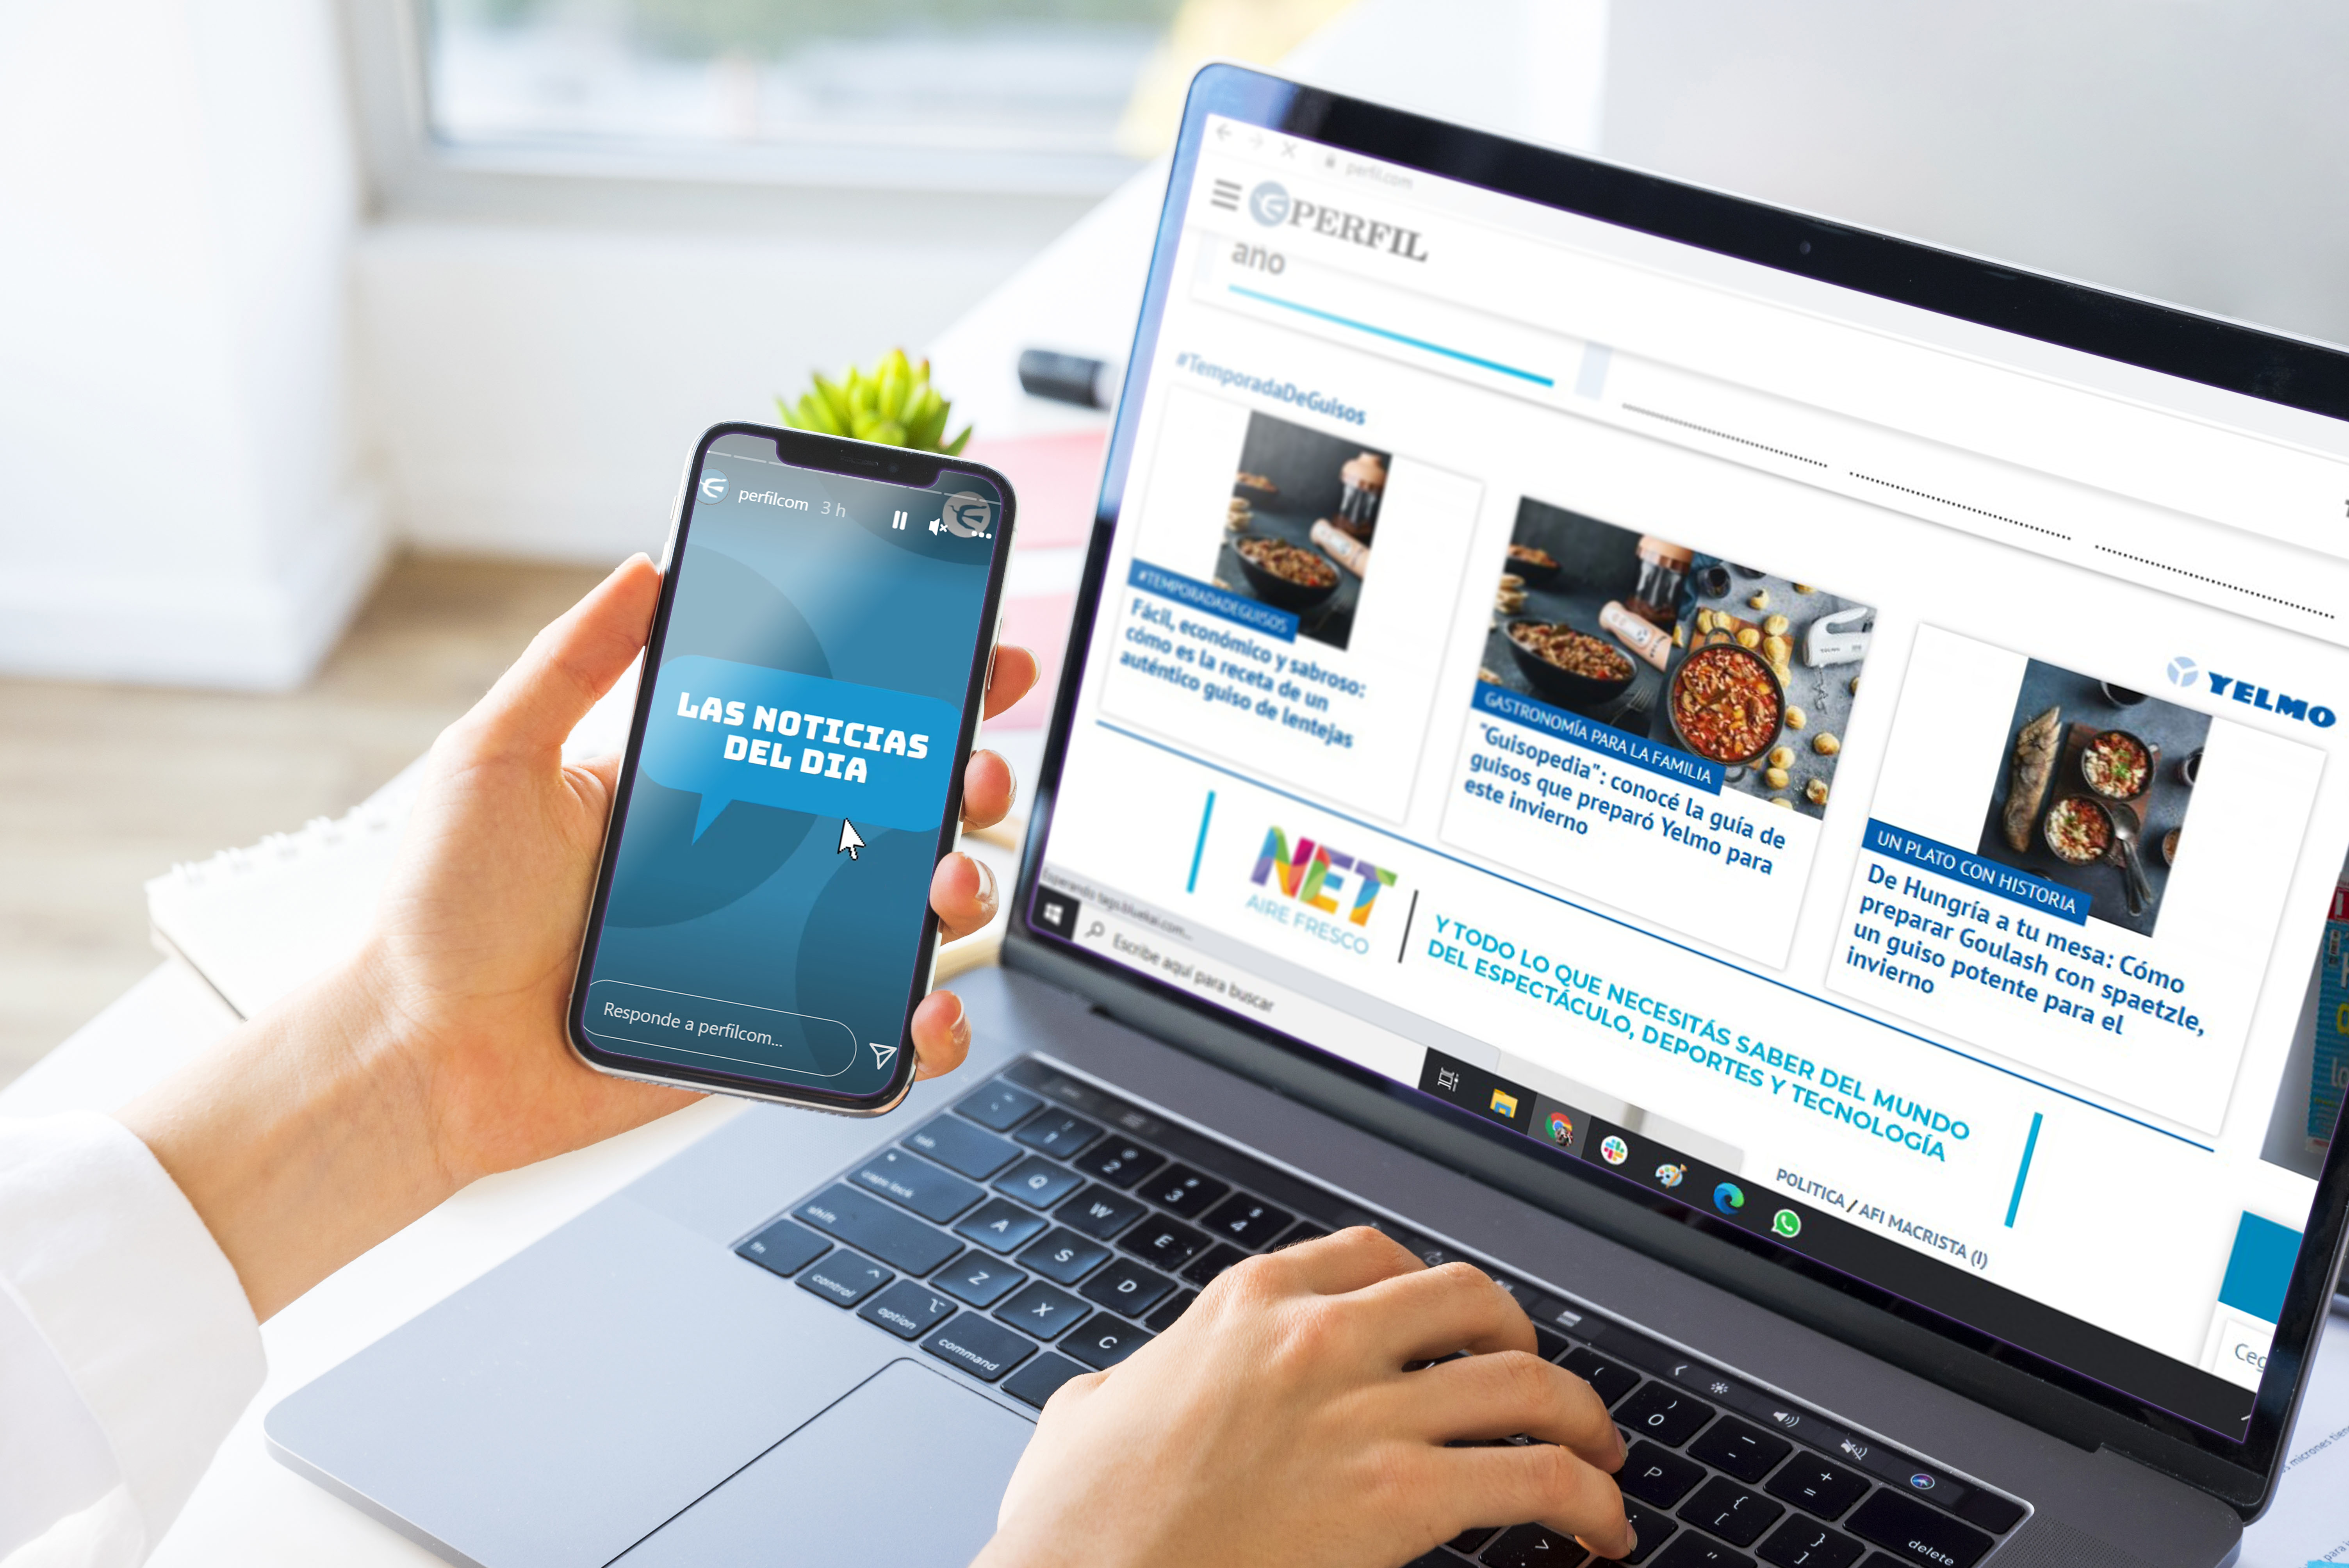 perfilcom 3 h
LAS NOTICIAS
DEL DIA
Responde a perfilcom...
perfil.com
PERFIL
ano
#TemporadaDeGuisos
#TEMPORADADEGUISOS
Fácil, económico y sabroso:
cómo es la receta de un
auténtico guiso de lentejas
GASTRONOMÍA PARA LA FAMILIA
"Guisopedia": conocé la guía de
guisos que preparó Yelmo para
este invierno
YELMO
UN PLATO CON HISTORIA
De Hungría a tu mesa: Cómo
preparar Goulash con spaetzle,
un guiso potente para el
invierno
NET
AIRE FRESCO
Y TODO LO QUE NECESITÁS SABER DEL MUNDO
DEL ESPECTÁCULO, DEPORTES Y TECNOLOGÍA
Esperando tags.bluekai.com...
Escribe aquí para buscar
POLITICA / AFI MACRISTA (I)
tab
Q W E
caps lock
A S D
shift
Z X C
fn
control
option
command
P
delete